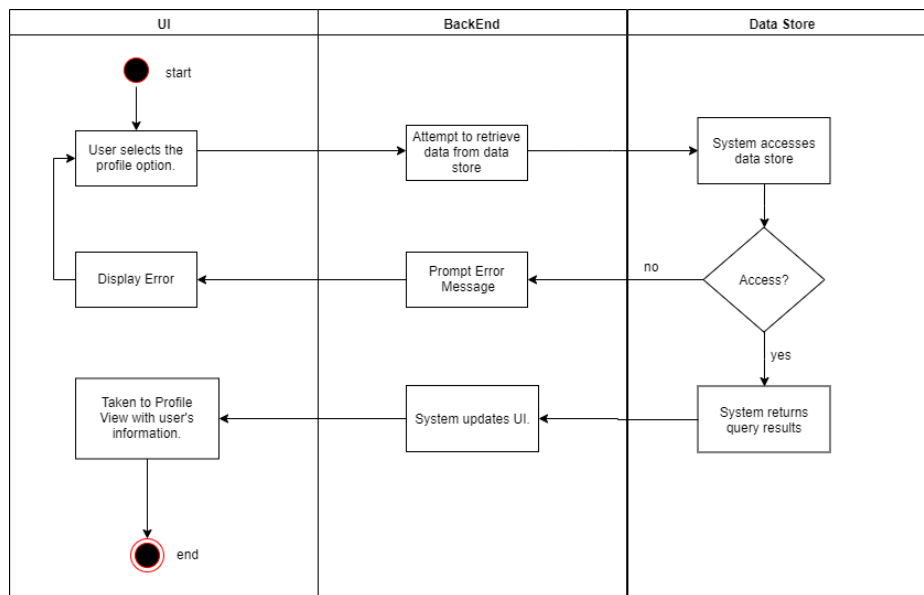 UI
BackEnd
Data Store
start
User selects the
profile option.
Attempt to retrieve
data from data
store
System accesses
data store
Display Error
Prompt Error
Message
no
Access?
yes
Taken to Profile
View with user's
information.
System updates UI.
System returns
query results
end